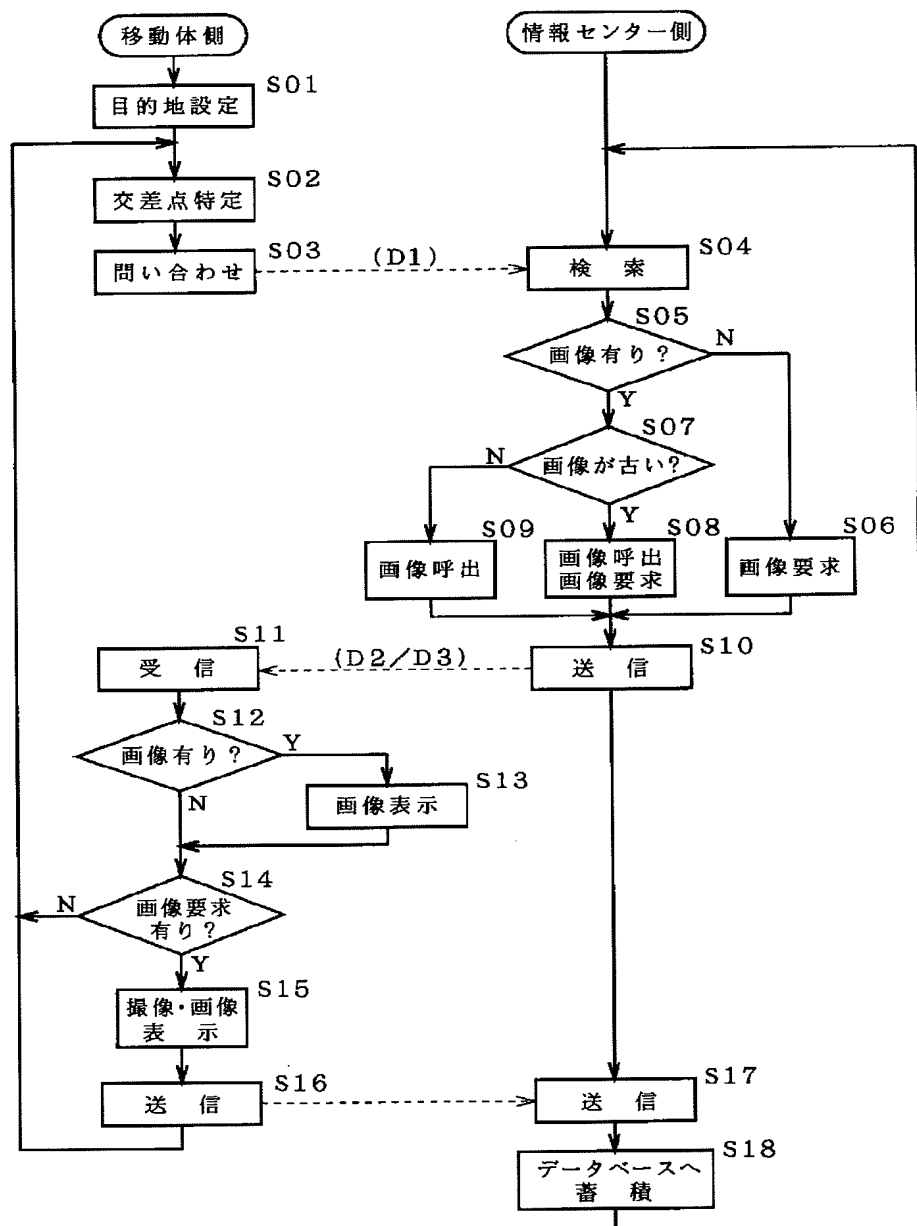 移動体側
情報センター側
S01
目的地設定
S02
交差点特定
S03
問い合わせ
(D1)
S04
検索
S05
画像有り?
N
Y
S07
画像が古い?
N
Y
S09
画像呼出
S08
画像呼出
画像要求
S06
画像要求
S11
受信
(D2/D3)
S10
送信
S12
画像有り?
Y
N
S13
画像表示
S14
画像要求
有り?
N
Y
S15
撮像・画像
表示
S16
送信
S17
送信
S18
データベースへ
蓄積